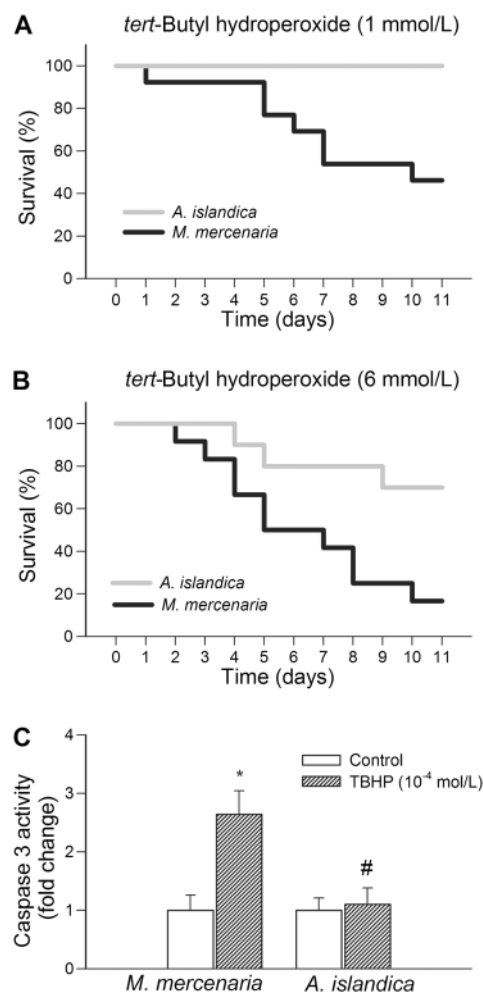 A
tert-Butyl hydroperoxide (1 mmol/L)
Survival (%)
100
80
60
40
20
0
A. islandica
M. mercenaria
0 1 2 3 4 5 6 7 8 9 10 11
Time (days)
B
tert-Butyl hydroperoxide (6 mmol/L)
Survival (%)
100
80
60
40
20
0
A. islandica
M. mercenaria
0 1 2 3 4 5 6 7 8 9 10 11
Time (days)
C
Caspase 3 activity
(fold change)
4
3
2
1
0
Control
TBHP (10⁻⁴ mol/L)
*
#
M. mercenaria A. islandica